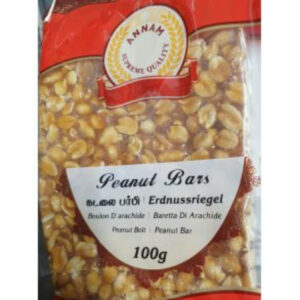 ANNAM
SUPREME QUALITY
Peanut Bars
கடலை பர்பி | Erdnussriegel
Boulon D'arachide | Baretta Di Arachide
Peanut Bolt | Peanut Bar
100g